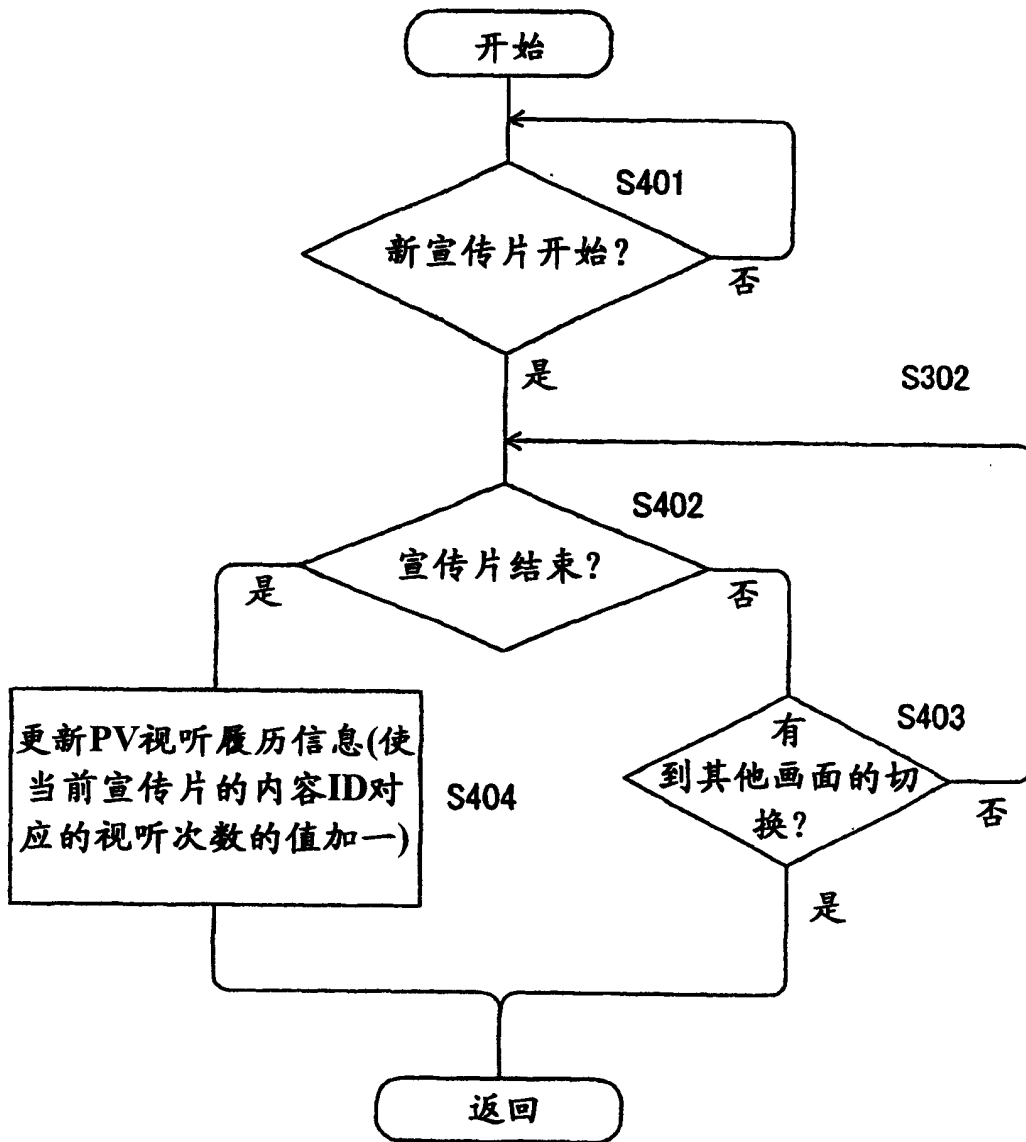 开始
S401
新宣传片开始?
否
是
S302
S402
宣传片结束?
是
否
更新PV视听履历信息(使
当前宣传片的内容ID对
应的视听次数的值加一)
S404
有
到其他画面的切
换?
S403
否
是
返回